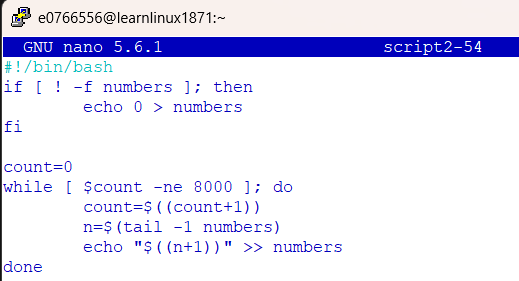 e0766556@learnlinux1871:~
GNU nano 5.6.1 script2-54
#!/bin/bash
if [ ! -f numbers ]; then
        echo 0 > numbers
fi

count=0
while [ $count -ne 8000 ]; do
        count=$((count+1))
        n=$(tail -1 numbers)
        echo "$((n+1))" >> numbers
done